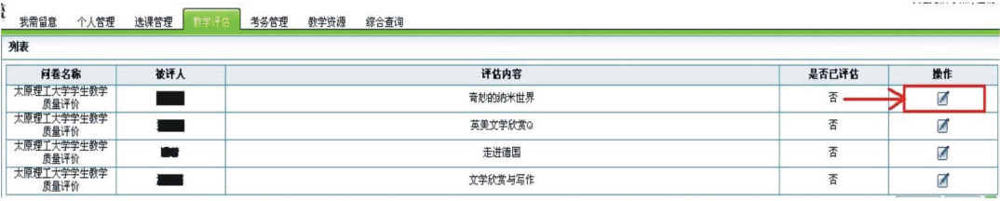 我需留意 个人管理 选课管理 教学评估 考务管理 教学资源 综合查询
列表
问卷名称 被评人 评估内容 是否已评估 操作
太原理工大学学生教学
质量评价 奇妙的纳米世界 否
太原理工大学学生教学
质量评价 英美文学欣赏Q 否
太原理工大学学生教学
质量评价 走进德国 否
太原理工大学学生教学
质量评价 文学欣赏与写作 否